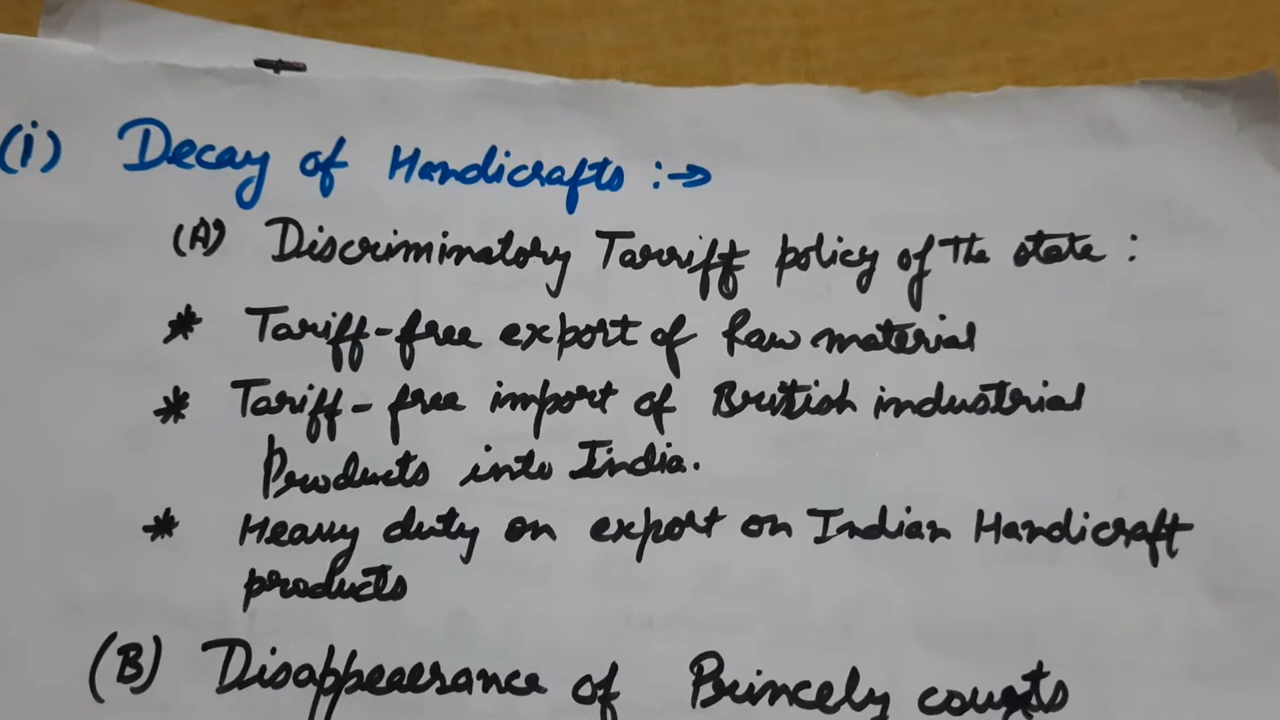 (i) Decay of Handicrafts :→
(A) Discriminatory Tarriff policy of the state :
* Tariff-free export of Raw material
* Tariff-free import of British industrial
Products into India.
* Heavy duty on export on Indian Handicraft
products
(B) Disappearance of Princely courts